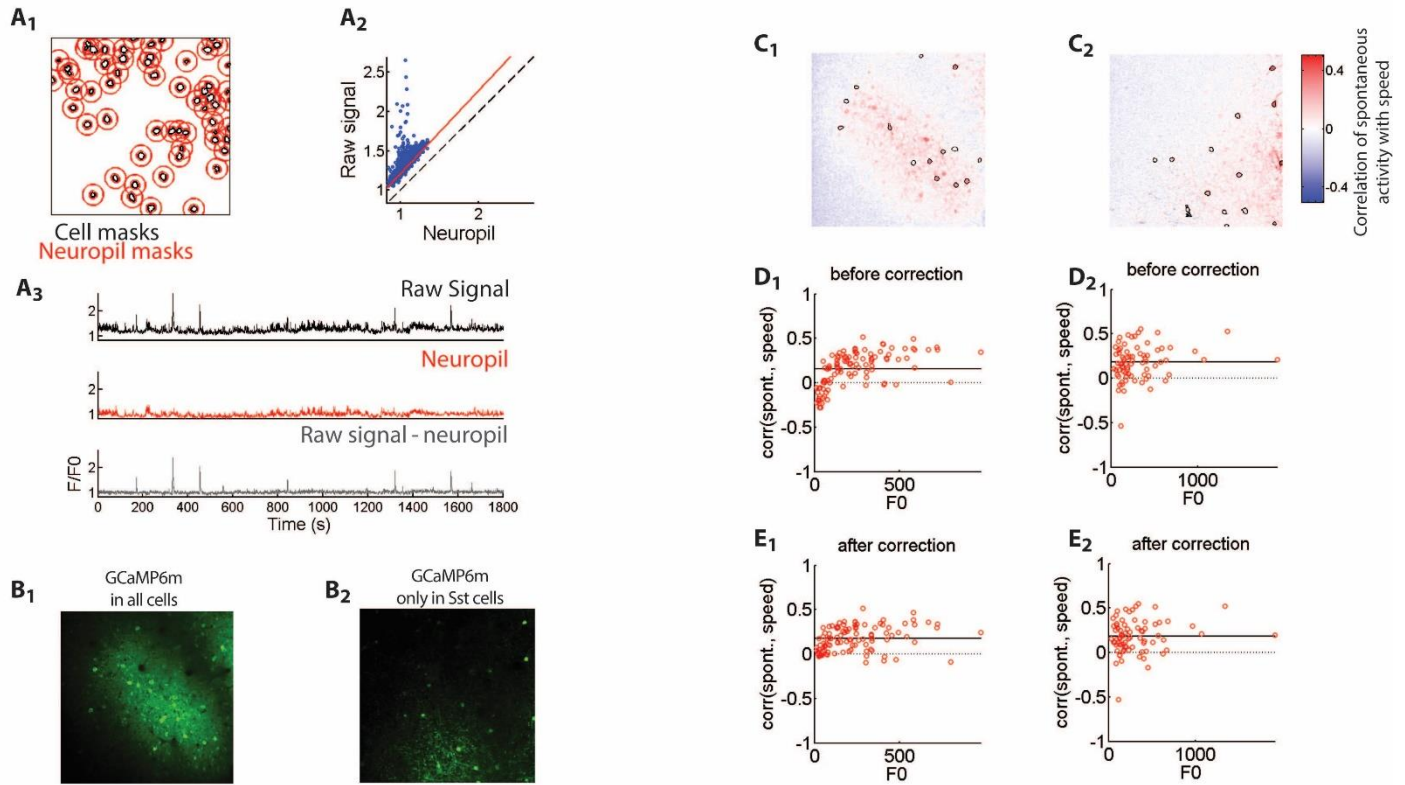 A1
Cell masks
Neuropil masks
A2
Raw signal
2.5
2
1.5
1
1
2
Neuropil
A3
Raw Signal
2
1
Neuropil
2
1
Raw signal - neuropil
F/F0
2
1
0
200
400
600
800
1000
1200
1400
1600
1800
Time (s)
B1
GCaMP6m
in all cells
B2
GCaMP6m
only in Sst cells
C1
C2
0.4
0
-0.4
Correlation of spontaneous
activity with speed
D1
before correction
corr(spont., speed)
1
0.5
0
-0.5
-1
0
500
F0
D2
before correction
corr(spont., speed)
1
0.5
0
-0.5
-1
0
1000
F0
E1
after correction
corr(spont., speed)
1
0.5
0
-0.5
-1
0
500
F0
E2
after correction
corr(spont., speed)
1
0.5
0
-0.5
-1
0
1000
F0